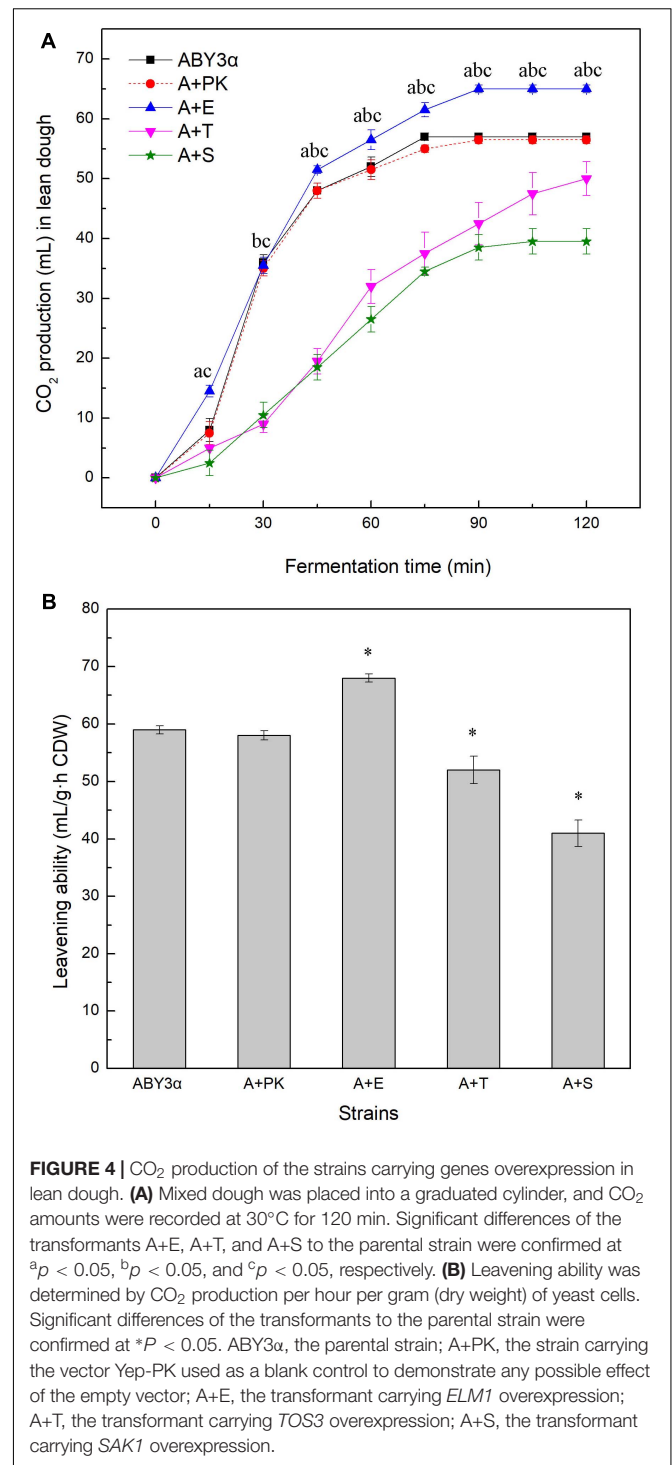 A
ABY3α
A+PK
A+E
A+T
A+S
abc abc abc abc abc abc
bc
ac
70
60
50
40
30
20
10
0
CO₂ production (mL) in lean dough
0 30 60 90 120
Fermentation time (min)
B
80
70
60
50
40
30
20
10
0
Leavening ability (mL/g·h CDW)
* * *
ABY3α A+PK A+E A+T A+S
Strains
FIGURE 4 | CO₂ production of the strains carrying genes overexpression in
lean dough. (A) Mixed dough was placed into a graduated cylinder, and CO₂
amounts were recorded at 30°C for 120 min. Significant differences of the
transformants A+E, A+T, and A+S to the parental strain were confirmed at
ᵃp < 0.05, ᵇp < 0.05, and ᶜp < 0.05, respectively. (B) Leavening ability was
determined by CO₂ production per hour per gram (dry weight) of yeast cells.
Significant differences of the transformants to the parental strain were
confirmed at *P < 0.05. ABY3α, the parental strain; A+PK, the strain carrying
the vector Yep-PK used as a blank control to demonstrate any possible effect
of the empty vector; A+E, the transformant carrying ELM1 overexpression;
A+T, the transformant carrying TOS3 overexpression; A+S, the transformant
carrying SAK1 overexpression.